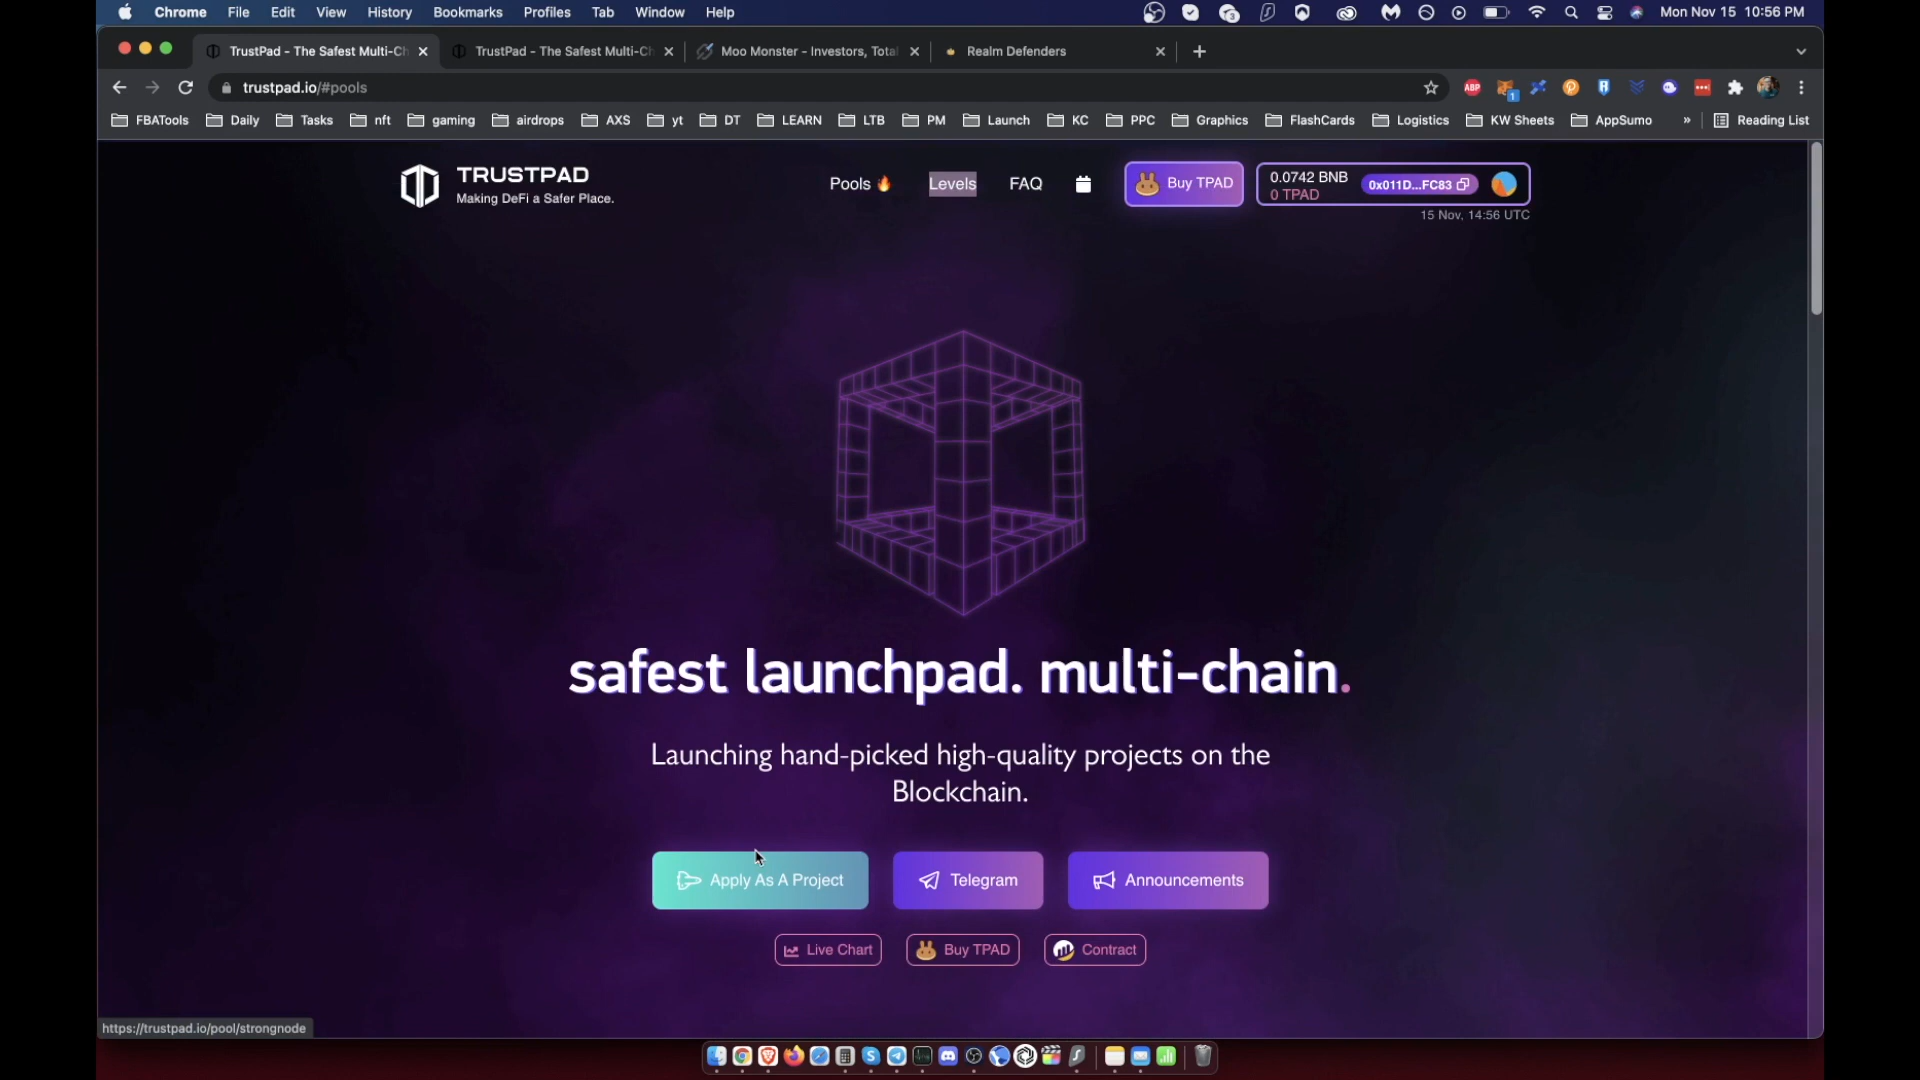 Chrome File Edit View History Bookmarks Profiles Tab Window Help
Mon Nov 15 10:56 PM
TrustPad - The Safest Multi-Ch
TrustPad - The Safest Multi-Ch
Moo Monster - Investors, Total
Realm Defenders
trustpad.io/#pools
ABP
1
FBATools Daily Tasks nft gaming airdrops AXS yt DT LEARN LTB PM Launch KC PPC Graphics FlashCards Logistics KW Sheets AppSumo » Reading List
TRUSTPAD
Making DeFi a Safer Place.
Pools Levels FAQ
Buy TPAD
0.0742 BNB
0 TPAD
0x011D...FC83
15 Nov, 14:56 UTC
safest launchpad. multi-chain.
Launching hand-picked high-quality projects on the
Blockchain.
Apply As A Project Telegram Announcements
Live Chart Buy TPAD Contract
https://trustpad.io/pool/strongnode